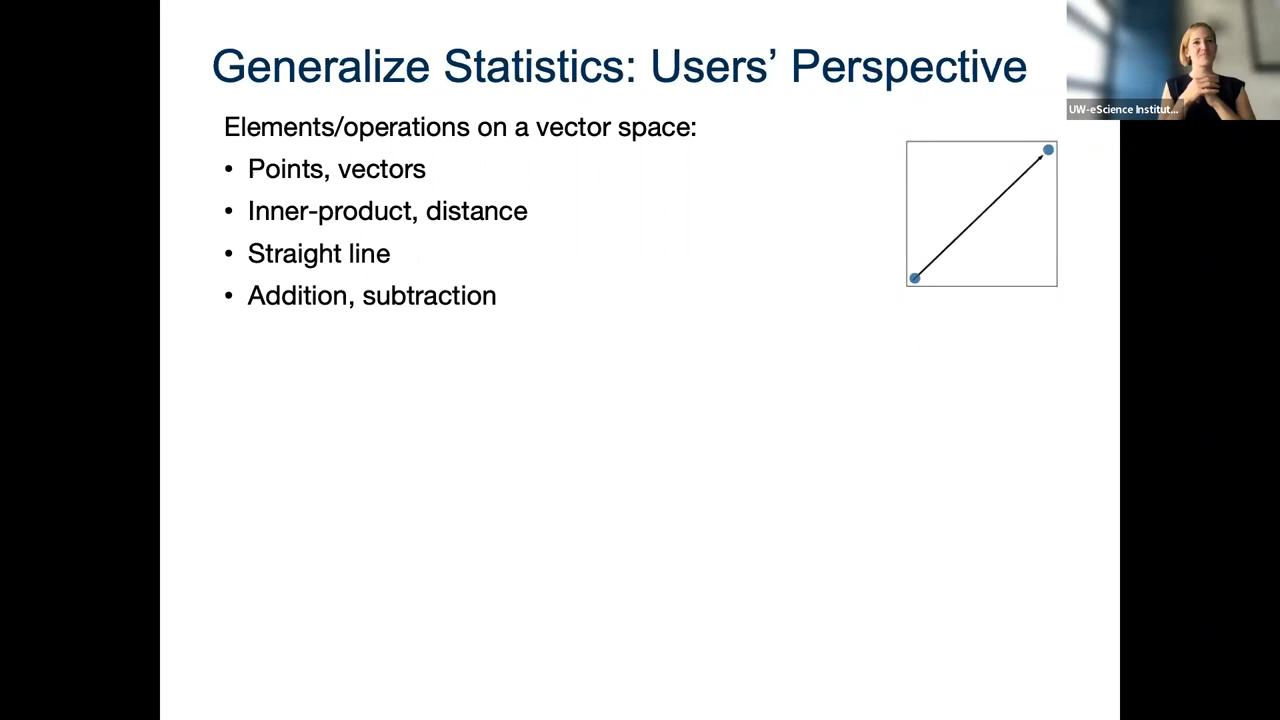 Generalize Statistics: Users’ Perspective
UW-eScience Institut...
Elements/operations on a vector space:
• Points, vectors
• Inner-product, distance
• Straight line
• Addition, subtraction